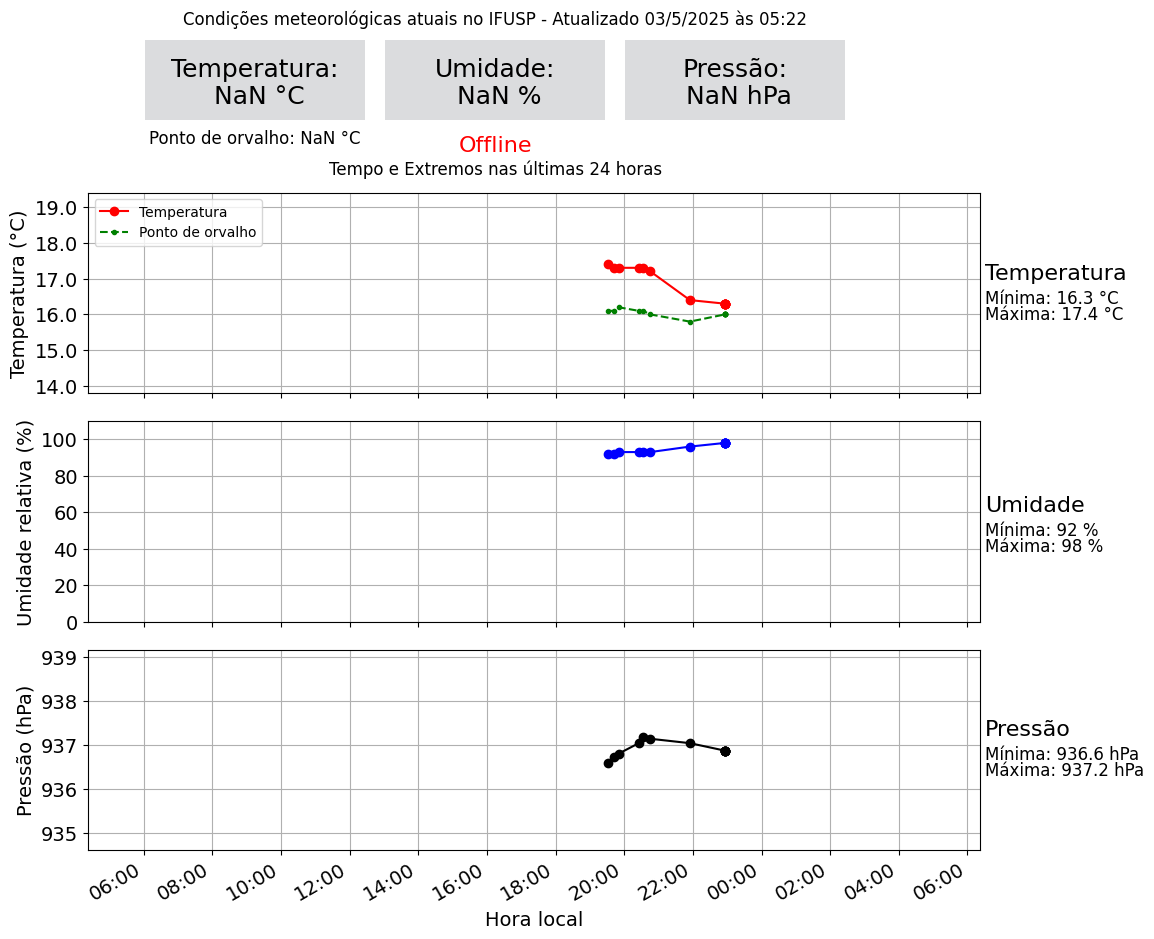 Condições meteorológicas atuais no IFUSP - Atualizado 03/5/2025 às 05:22
Temperatura:
NaN °C
Umidade:
NaN %
Pressão:
NaN hPa
Ponto de orvalho: NaN °C
Offline
Tempo e Extremos nas últimas 24 horas
Temperatura (°C)
19.0
18.0
17.0
16.0
15.0
14.0
Temperatura
Ponto de orvalho
Temperatura
Mínima: 16.3 °C
Máxima: 17.4 °C
Umidade relativa (%)
100
80
60
40
20
0
Umidade
Mínima: 92 %
Máxima: 98 %
Pressão (hPa)
939
938
937
936
935
Pressão
Mínima: 936.6 hPa
Máxima: 937.2 hPa
06:00 08:00 10:00 12:00 14:00 16:00 18:00 20:00 22:00 00:00 02:00 04:00 06:00
Hora local